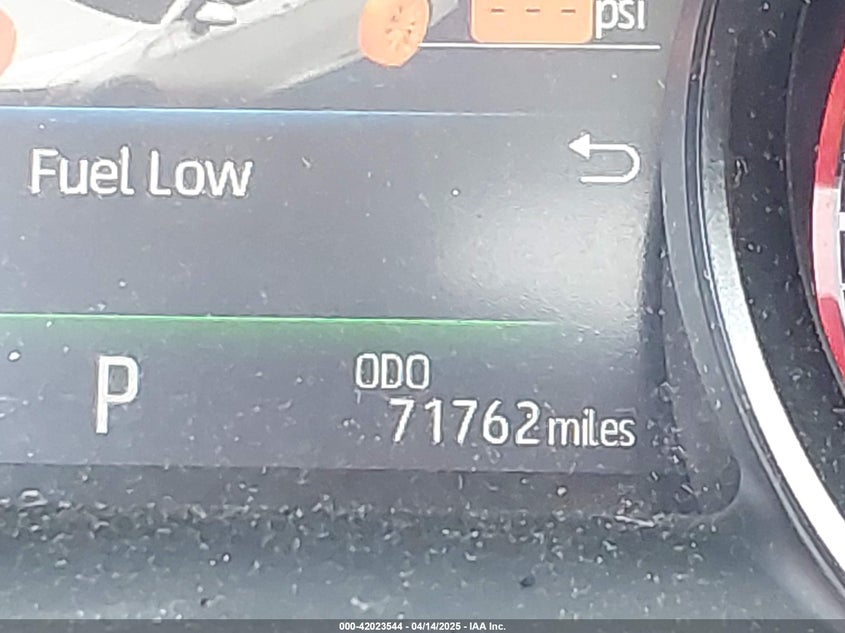 --- psi
Fuel Low
P
ODO
71762 miles
000-42023544 - 04/14/2025 - IAA Inc.